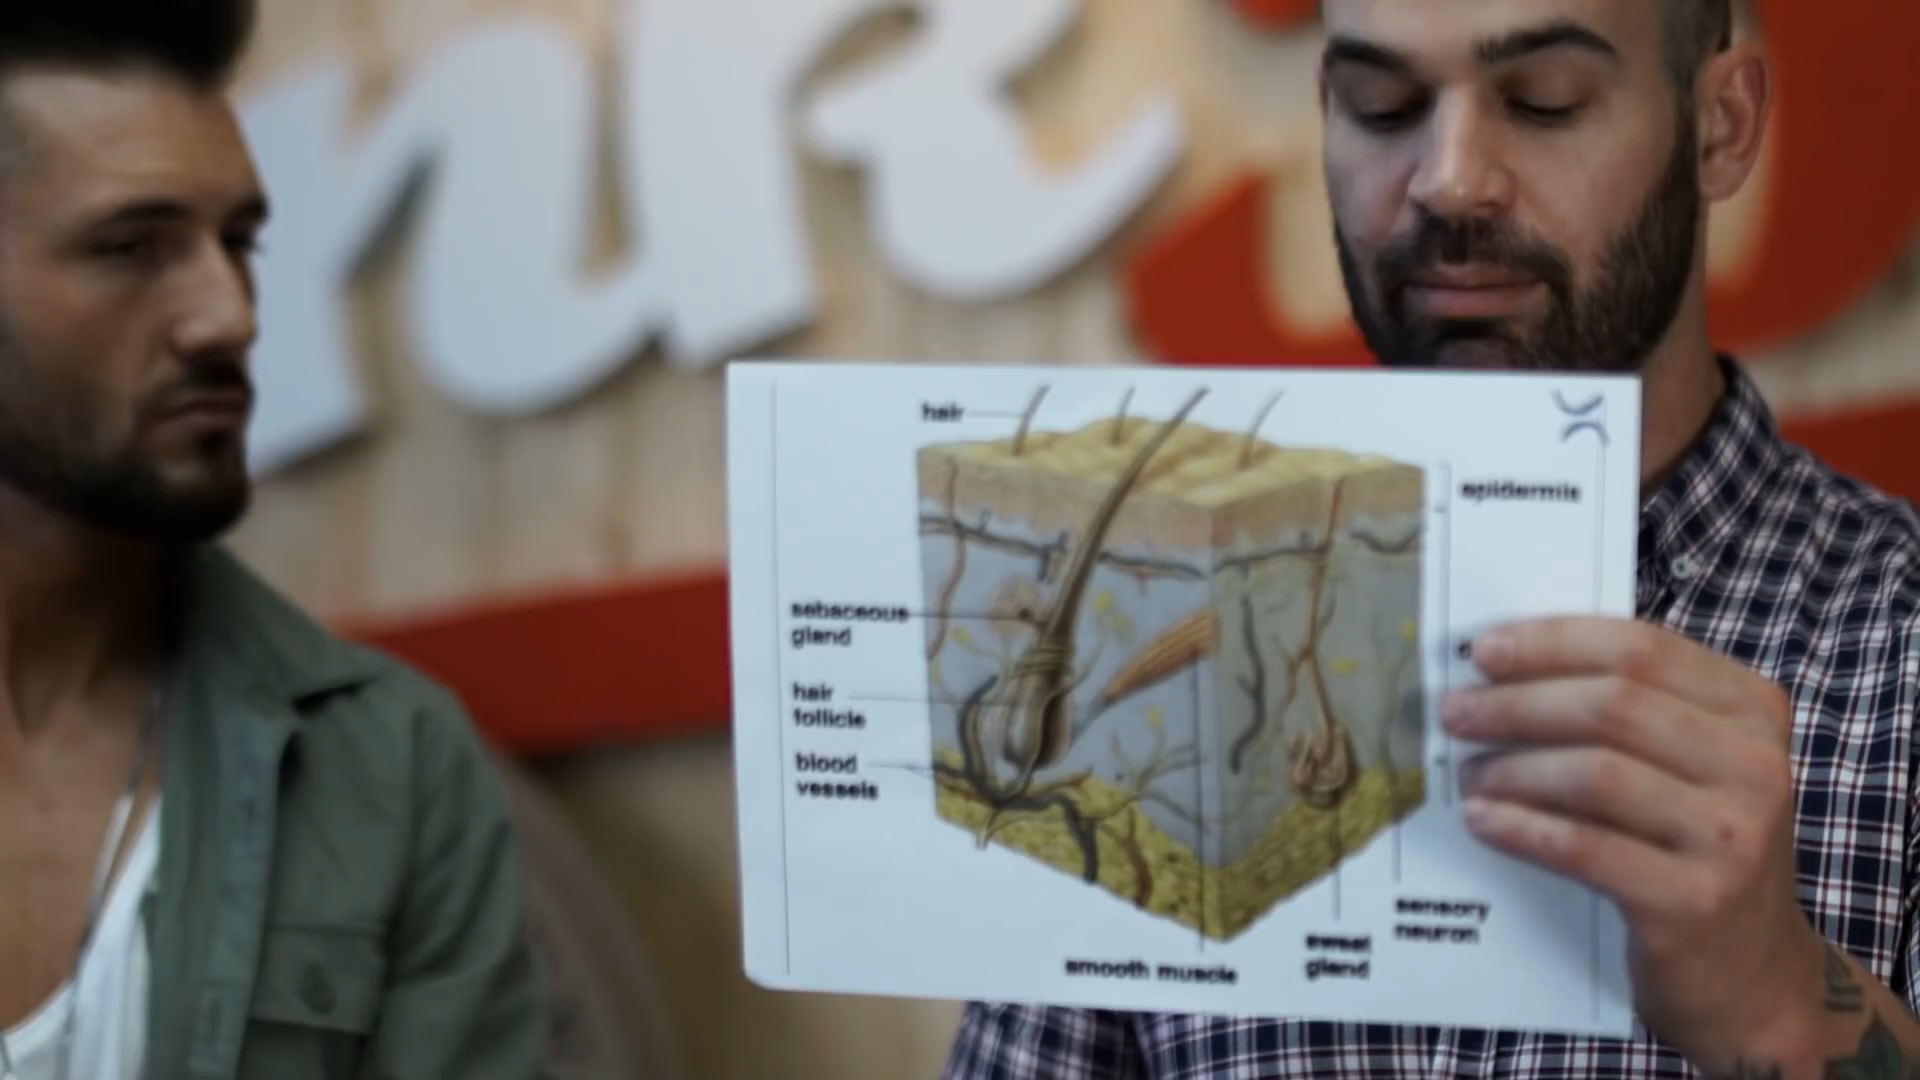 hair
epidermis
sebaceous
gland
hair
follicle
blood
vessels
sensory
neuron
sweat
gland
smooth muscle